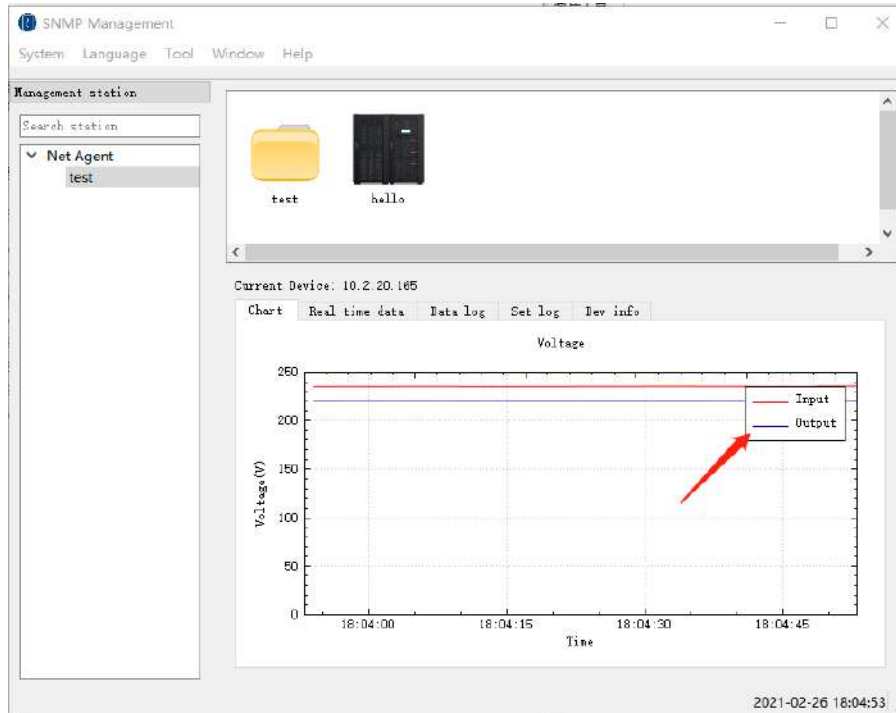 SNMP Management
System Language Tool Window Help
Management station
Search station
Net Agent
test
test hello
Current Device: 10.2.20.165
Chart Real time data Data log Set log Dev info
Voltage
250
200
150
100
50
0
Voltage(V)
Input
Output
18:04:00 18:04:15 18:04:30 18:04:45
Time
2021-02-26 18:04:53